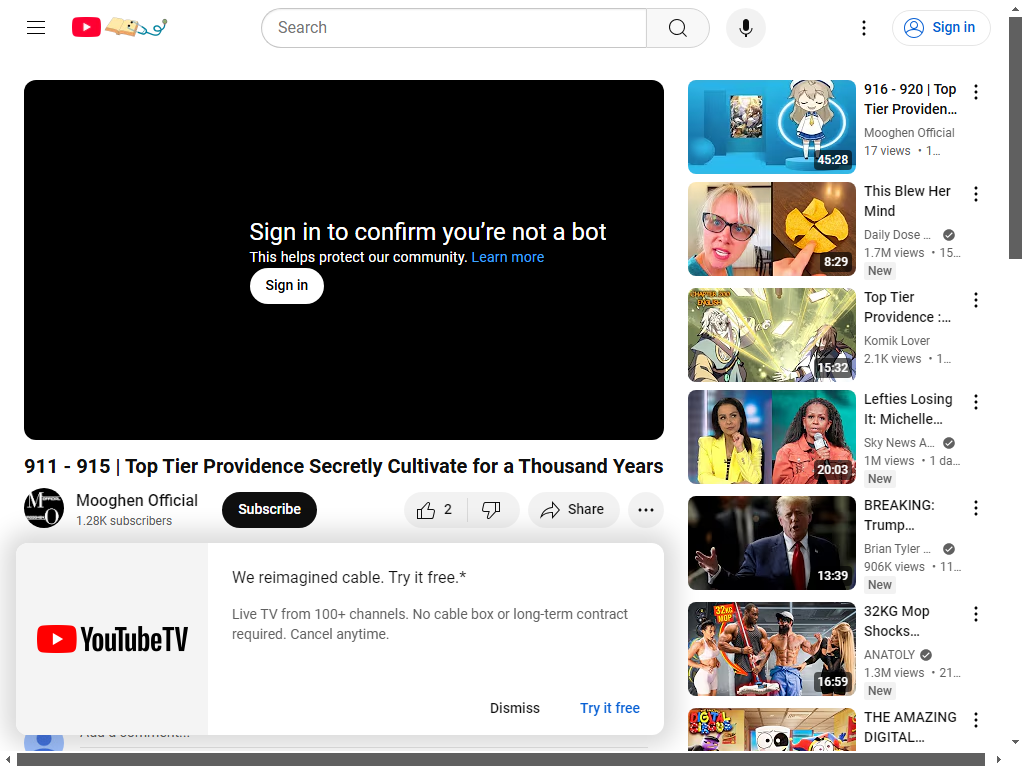 Search
Sign in
Sign in to confirm you’re not a bot
This helps protect our community. Learn more
Sign in
911 - 915 | Top Tier Providence Secretly Cultivate for a Thousand Years
Mooghen Official
1.28K subscribers
Subscribe
2
Share
YouTubeTV
We reimagined cable. Try it free.*
Live TV from 100+ channels. No cable box or long-term contract
required. Cancel anytime.
Dismiss
Try it free
Add a comment...
45:28
916 - 920 | Top
Tier Providen...
Mooghen Official
17 views • 1...
8:29
This Blew Her
Mind
Daily Dose ...
1.7M views • 15...
New
CHAPTER 200
ENGLISH
15:32
Top Tier
Providence :...
Komik Lover
2.1K views • 1...
20:03
Lefties Losing
It: Michelle...
Sky News A...
1M views • 1 da...
New
13:39
BREAKING:
Trump...
Brian Tyler ...
906K views • 11...
New
32KG
MOP
16:59
32KG Mop
Shocks...
ANATOLY
1.3M views • 21...
New
DIGITAL
THE AMAZING
DIGITAL...